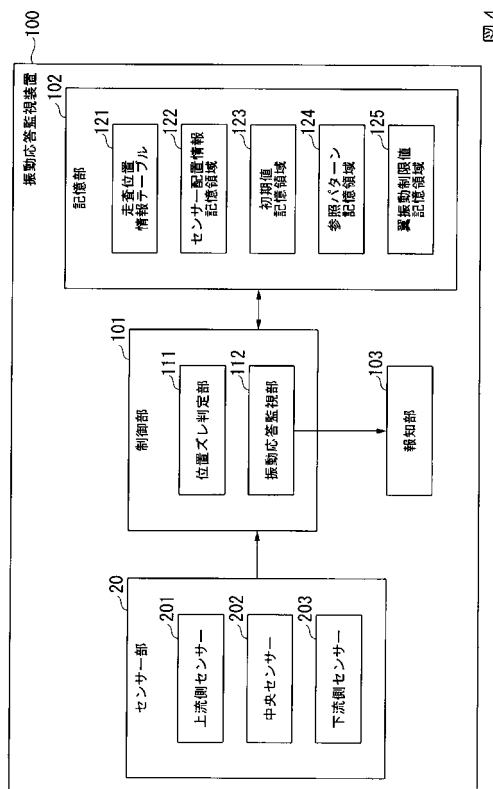 図4
振動応答監視装置
100
センサー部
20
上流側センサー
201
中央センサー
202
下流側センサー
203
制御部
101
位置ズレ判定部
111
振動応答監視部
112
報知部
103
記憶部
102
走査位置
情報テーブル
121
センサー配置情報
記憶領域
122
初期値
記憶領域
123
参照パターン
記憶領域
124
翼振動制限値
記憶領域
125